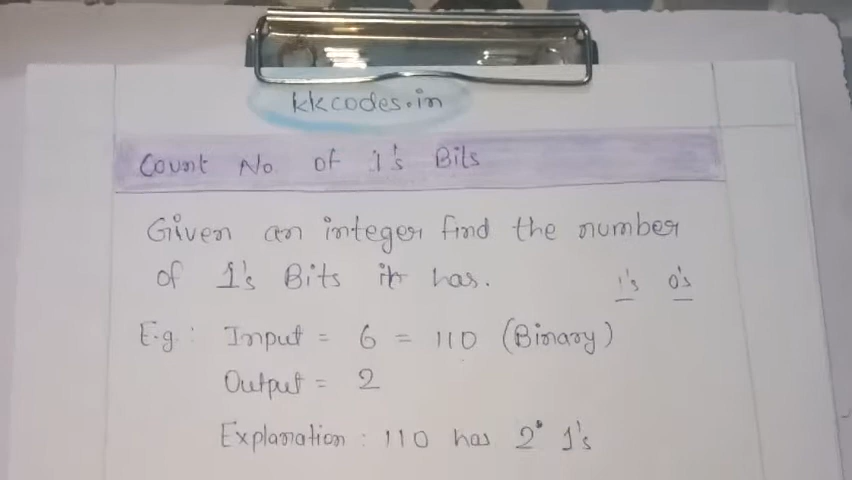 kkcodes.in
Count No of 1's Bits
Given an integer find the number
of 1's Bits it has.
1's 0's
E.g: Input = 6 = 110 (Binary)
Output = 2
Explanation: 110 has 2 1's